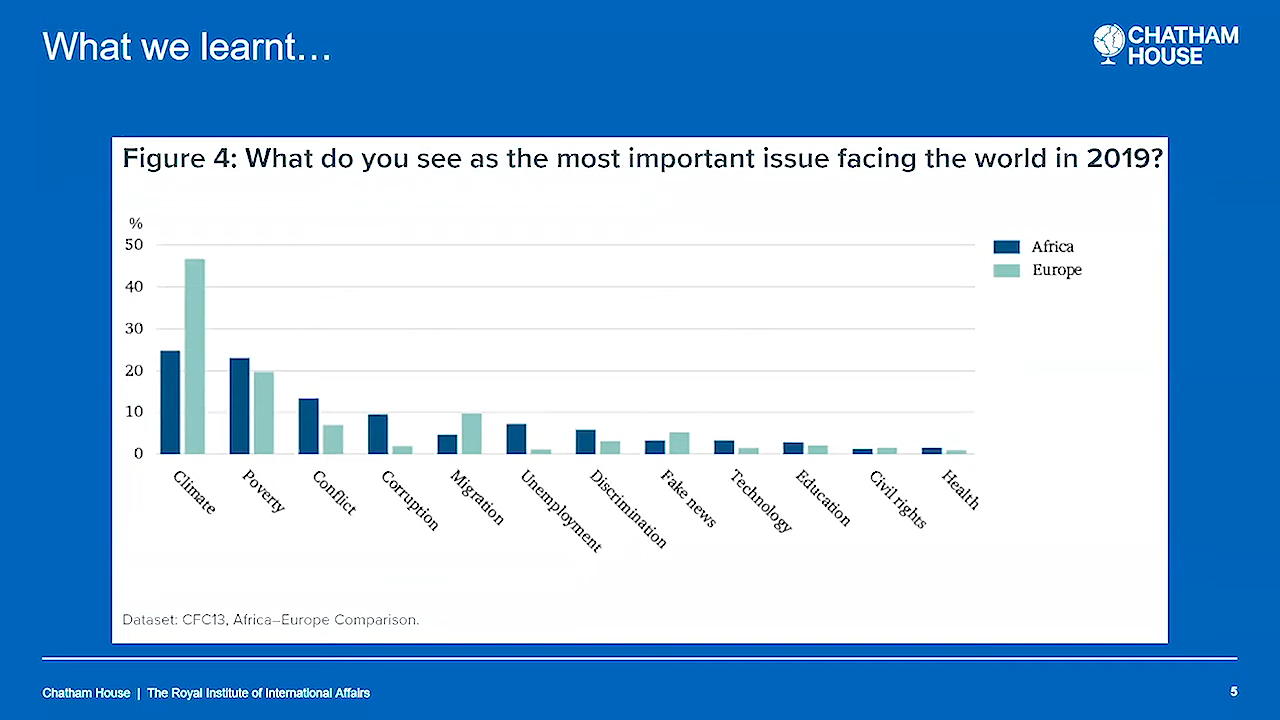 What we learnt...
CHATHAM
HOUSE
Figure 4: What do you see as the most important issue facing the world in 2019?
%
50
40
30
20
10
0
Africa
Europe
Climate
Poverty
Conflict
Corruption
Migration
Unemployment
Discrimination
Fake news
Technology
Education
Civil rights
Health
Dataset: CFC13, Africa–Europe Comparison.
Chatham House | The Royal Institute of International Affairs
5